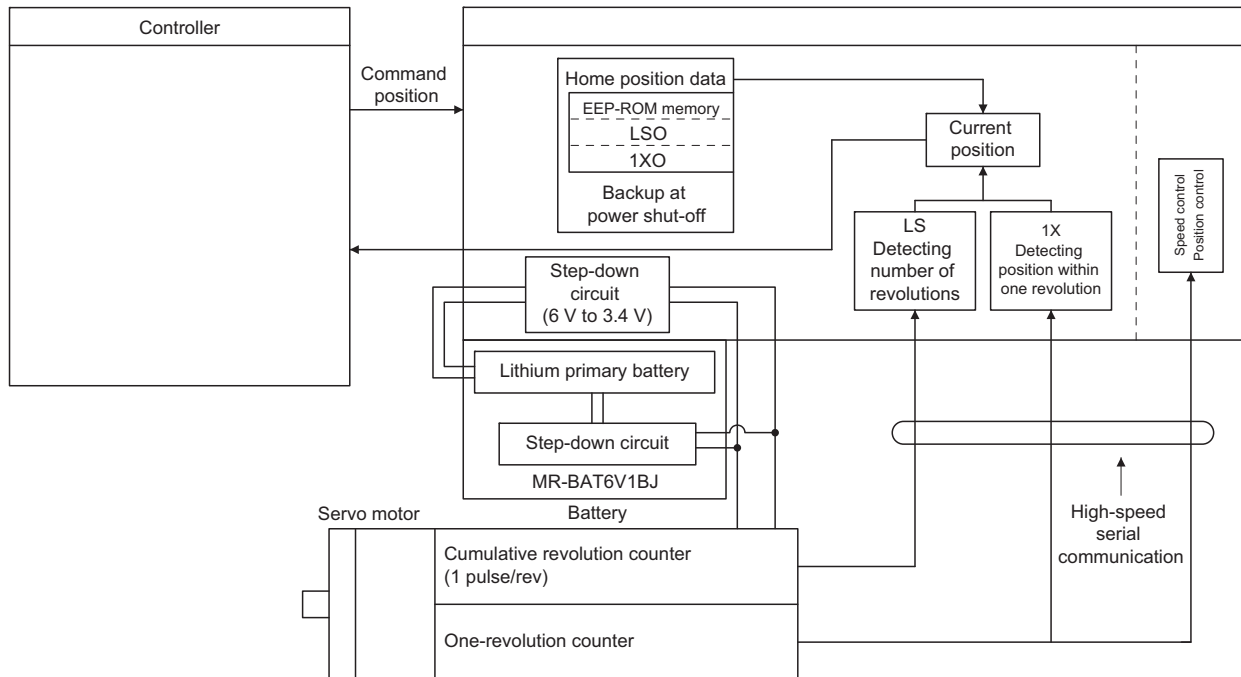 Controller
Command
position
Home position data
EEP-ROM memory
LSO
1XO
Backup at
power shut-off
Current
position
LS
Detecting
number of
revolutions
1X
Detecting
position within
one revolution
Speed control
Position control
Step-down
circuit
(6 V to 3.4 V)
Lithium primary battery
Step-down circuit
MR-BAT6V1BJ
Battery
Servo motor
Cumulative revolution counter
(1 pulse/rev)
One-revolution counter
High-speed
serial
communication